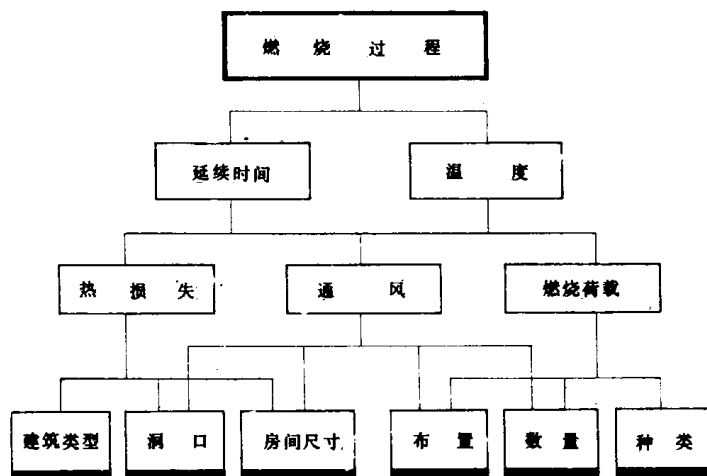 燃烧过程
延续时间
温度
热损失
通风
燃烧荷载
建筑类型
洞口
房间尺寸
布置
数量
种类